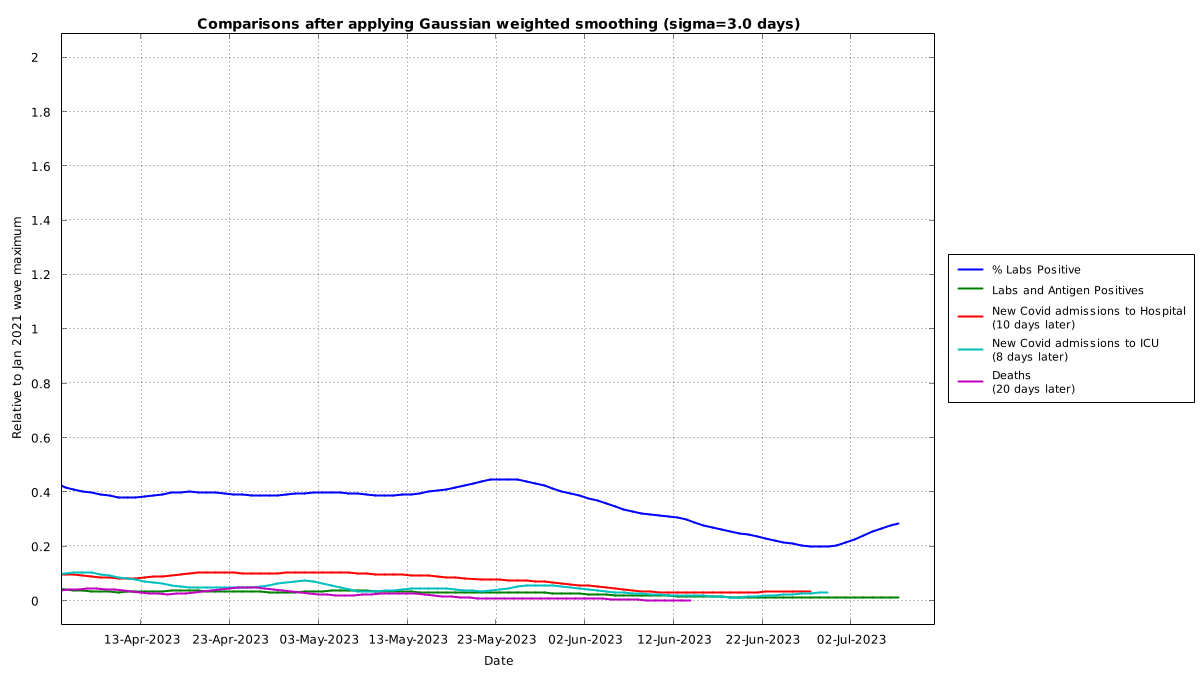 Comparisons after applying Gaussian weighted smoothing (sigma=3.0 days)
Relative to Jan 2021 wave maximum
2
1.8
1.6
1.4
1.2
1
0.8
0.6
0.4
0.2
0
13-Apr-2023 23-Apr-2023 03-May-2023 13-May-2023 23-May-2023 02-Jun-2023 12-Jun-2023 22-Jun-2023 02-Jul-2023
Date
% Labs Positive
Labs and Antigen Positives
New Covid admissions to Hospital
(10 days later)
New Covid admissions to ICU
(8 days later)
Deaths
(20 days later)